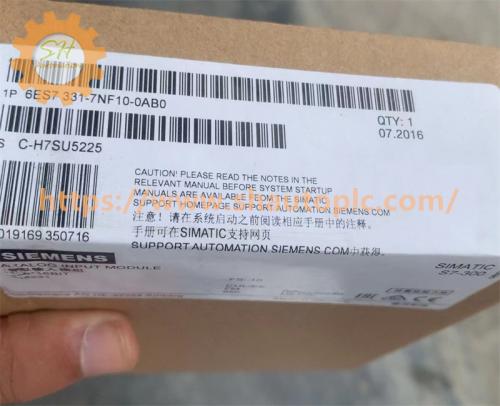 SH
1P 6ES7 331-7NF10-0AB0
QTY: 1
07.2016
S C-H7SU5225
CAUTION! PLEASE READ THE NOTES IN THE
RELEVANT MANUAL BEFORE SYSTEM STARTUP
MANUALS ARE AVAILABLE FROM THE SIMATIC
SUPPORT HOMEPAGE SUPPORT.AUTOMATION.SIEMENS.COM
注意!请在系统启动之前阅读相应手册中的注释。
手册可在SIMATIC支持网页
SUPPORT.AUTOMATION.SIEMENS.COM中获得。
019169 350716
SIEMENS
ANALOG INPUT MODULE
SIMATIC
S7-300